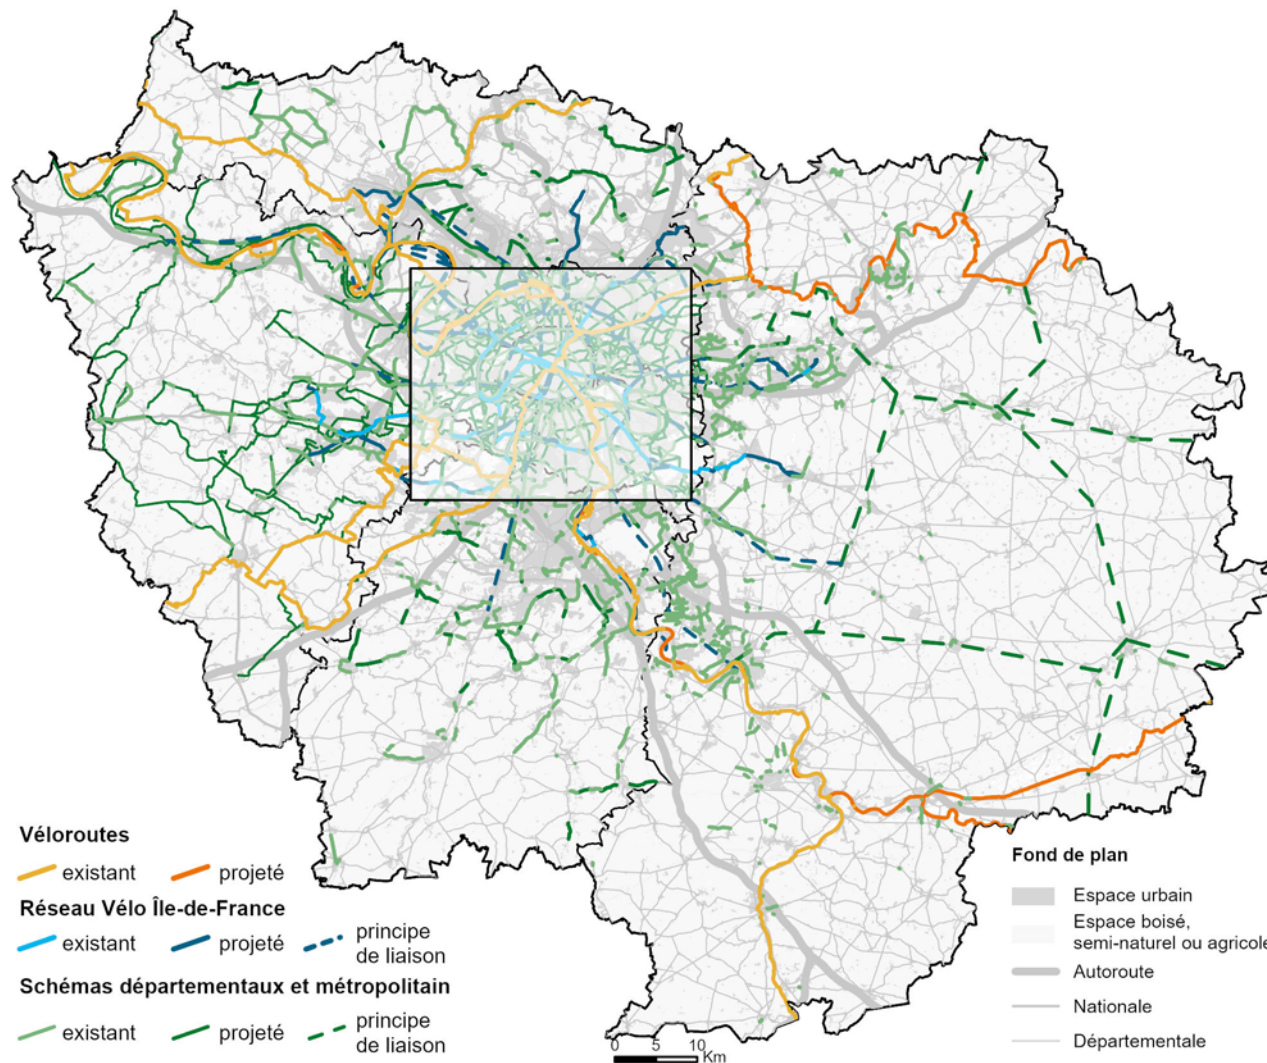 Véloroutes
existant projeté
Réseau Vélo Île-de-France
existant projeté principe
de liaison
Schémas départementaux et métropolitain
existant projeté principe
de liaison
0 5 10
Km
Fond de plan
Espace urbain
Espace boisé,
semi-naturel ou agricole
Autoroute
Nationale
Départementale